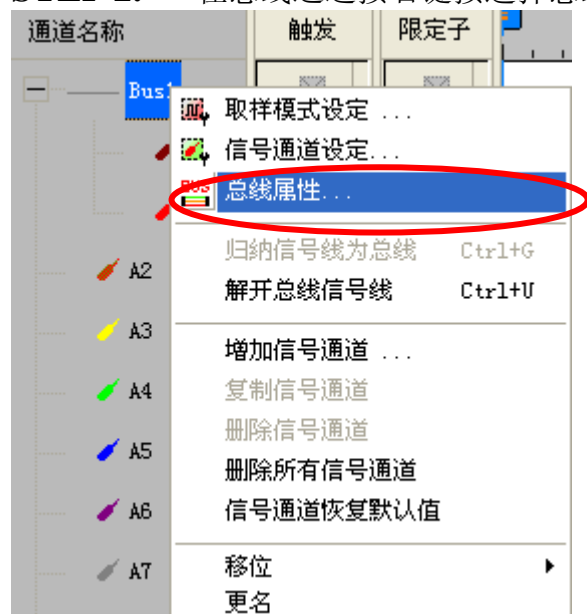 通道名称 触发 限定子
Bus1
取样模式设定 ...
信号通道设定...
BUS 总线属性...
归纳信号线为总线 Ctrl+G
A2
解开总线信号线 Ctrl+U
A3
增加信号通道 ...
A4 复制信号通道
删除信号通道
A5
删除所有信号通道
A6 信号通道恢复默认值
A7 移位
更名